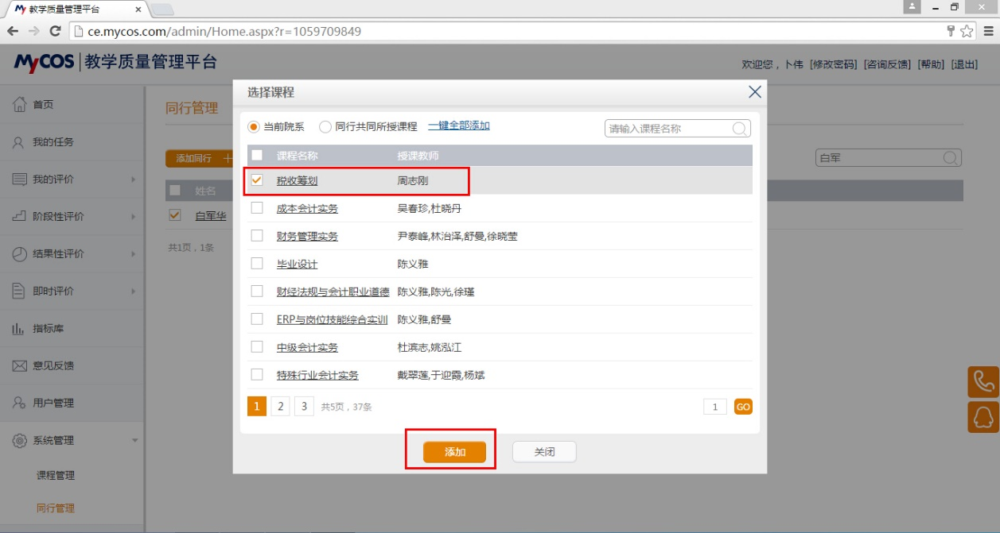 My 教学质量管理平台
ce.mycos.com/admin/Home.aspx?r=1059709849
MyCOS 教学质量管理平台
欢迎您，卜伟 [修改密码] [咨询反馈] [帮助] [退出]
首页
我的任务
我的评价
阶段性评价
结果性评价
即时评价
指标库
意见反馈
用户管理
系统管理
课程管理
同行管理
同行管理
添加同行 +
白军
姓名
白军华
共1页，1条
选择课程
当前院系 同行共同所授课程 一键全部添加
请输入课程名称
课程名称 授课教师
税收筹划 周志刚
成本会计实务 吴春珍,杜晓丹
财务管理实务 尹泰峰,林治泽,舒曼,徐晓莹
毕业设计 陈义雅
财经法规与会计职业道德 陈义雅,陈光,徐瑾
ERP与岗位技能综合实训 陈义雅,舒曼
中级会计实务 杜滨志,姚泓江
特殊行业会计实务 戴翠莲,于迎霞,杨斌
1 2 3 共5页，37条 1 GO
添加 关闭